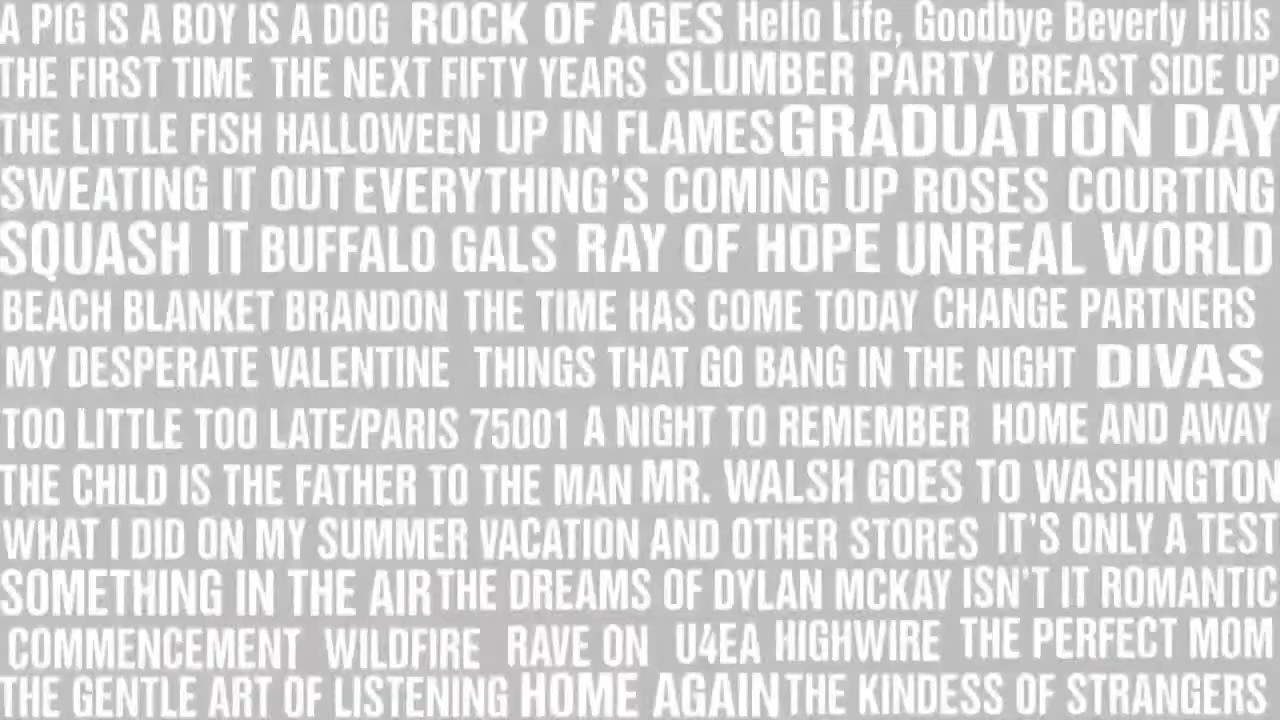 A PIG IS A BOY IS A DOG ROCK OF AGES Hello Life, Goodbye Beverly Hills
THE FIRST TIME THE NEXT FIFTY YEARS SLUMBER PARTY BREAST SIDE UP
THE LITTLE FISH HALLOWEEN UP IN FLAMES GRADUATION DAY
SWEATING IT OUT EVERYTHING'S COMING UP ROSES COURTING
SQUASH IT BUFFALO GALS RAY OF HOPE UNREAL WORLD
BEACH BLANKET BRANDON THE TIME HAS COME TODAY CHANGE PARTNERS
MY DESPERATE VALENTINE THINGS THAT GO BANG IN THE NIGHT DIVAS
TOO LITTLE TOO LATE/PARIS 75001 A NIGHT TO REMEMBER HOME AND AWAY
THE CHILD IS THE FATHER TO THE MAN MR. WALSH GOES TO WASHINGTON
WHAT I DID ON MY SUMMER VACATION AND OTHER STORES IT'S ONLY A TEST
SOMETHING IN THE AIR THE DREAMS OF DYLAN MCKAY ISN'T IT ROMANTIC
COMMENCEMENT WILDFIRE RAVE ON U4EA HIGHWIRE THE PERFECT MOM
THE GENTLE ART OF LISTENING HOME AGAIN THE KINDESS OF STRANGERS